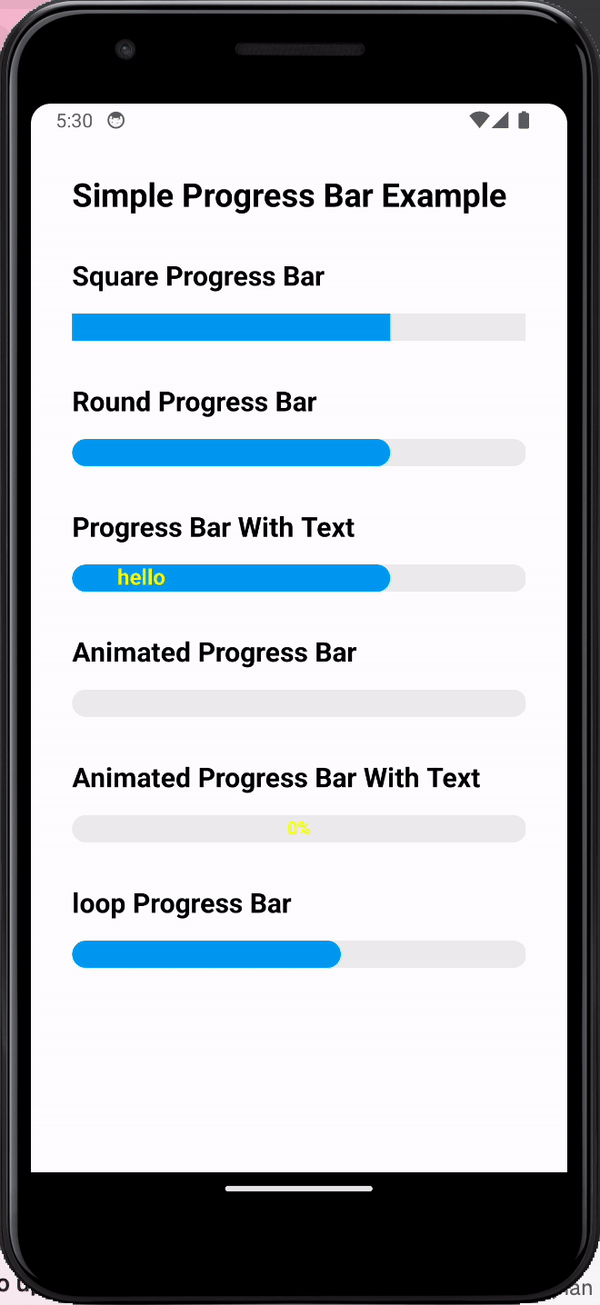 5:30
Simple Progress Bar Example
Square Progress Bar
Round Progress Bar
Progress Bar With Text
hello
Animated Progress Bar
Animated Progress Bar With Text
0%
loop Progress Bar